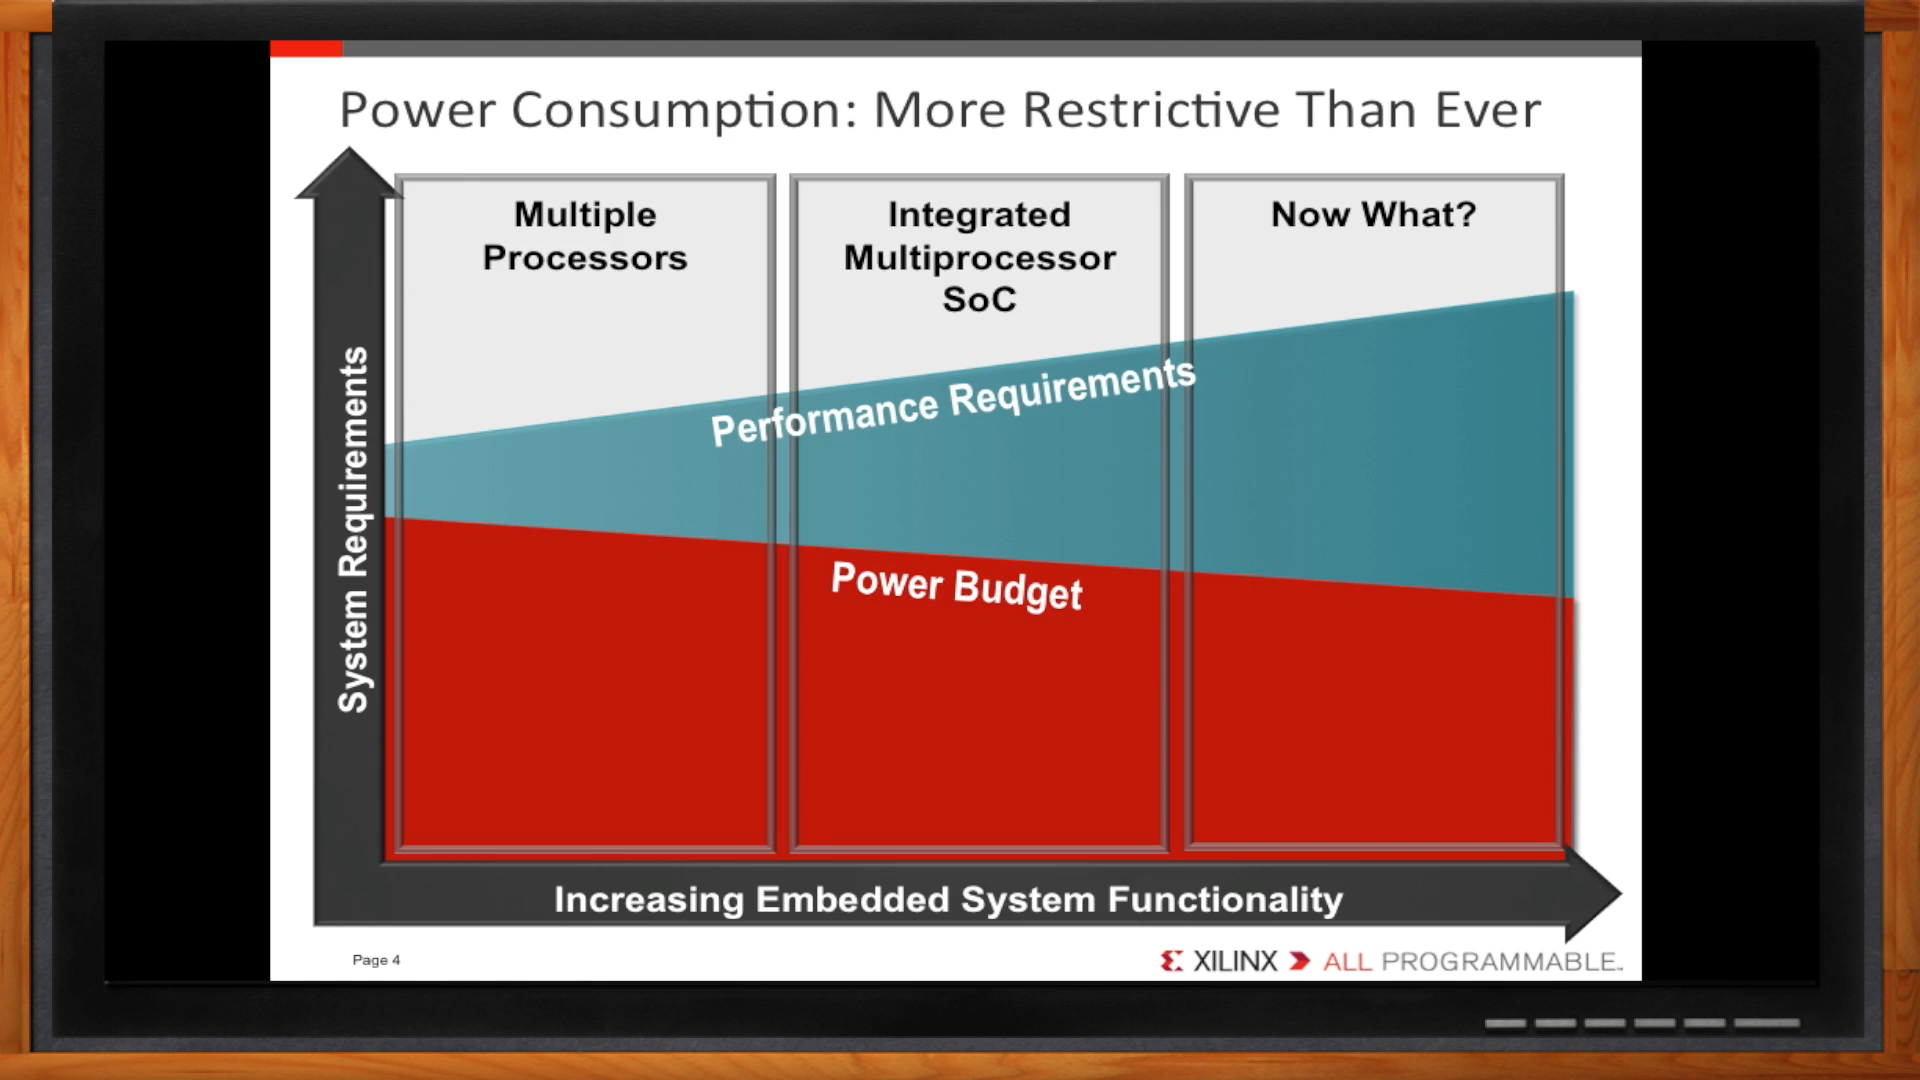 Power Consumption: More Restrictive Than Ever
Multiple
Processors
Integrated
Multiprocessor
SoC
Now What?
System Requirements
Performance Requirements
Power Budget
Increasing Embedded System Functionality
Page 4
XILINX ALL PROGRAMMABLE™